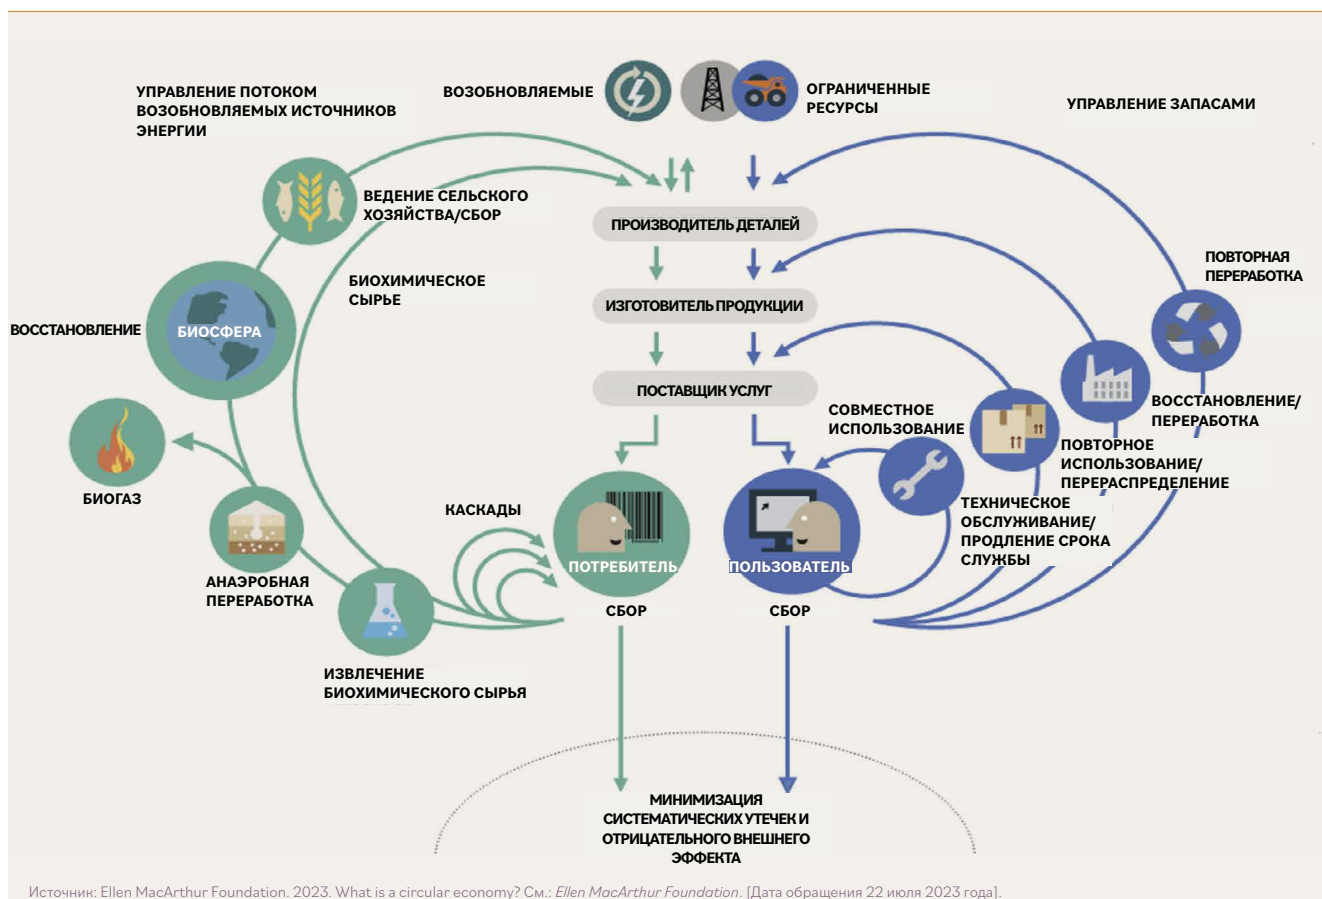 УПРАВЛЕНИЕ ПОТОКОМ
ВОЗОБНОВЛЯЕМЫХ ИСТОЧНИКОВ
ЭНЕРГИИ
ВОЗОБНОВЛЯЕМЫЕ
ОГРАНИЧЕННЫЕ
РЕСУРСЫ
УПРАВЛЕНИЕ ЗАПАСАМИ
ВЕДЕНИЕ СЕЛЬСКОГО
ХОЗЯЙСТВА/СБОР
ПРОИЗВОДИТЕЛЬ ДЕТАЛЕЙ
БИОХИМИЧЕСКОЕ
СЫРЬЕ
ПОВТОРНАЯ
ПЕРЕРАБОТКА
ИЗГОТОВИТЕЛЬ ПРОДУКЦИИ
ВОССТАНОВЛЕНИЕ
БИОСФЕРА
ПОСТАВЩИК УСЛУГ
ВОССТАНОВЛЕНИЕ/
ПЕРЕРАБОТКА
СОВМЕСТНОЕ
ИСПОЛЬЗОВАНИЕ
ПОВТОРНОЕ
ИСПОЛЬЗОВАНИЕ/
ПЕРЕРАСПРЕДЕЛЕНИЕ
БИОГАЗ
КАСКАДЫ
ТЕХНИЧЕСКОЕ
ОБСЛУЖИВАНИЕ/
ПРОДЛЕНИЕ СРОКА
СЛУЖБЫ
ПОТРЕБИТЕЛЬ
ПОЛЬЗОВАТЕЛЬ
АНАЭРОБНАЯ
ПЕРЕРАБОТКА
СБОР
СБОР
ИЗВЛЕЧЕНИЕ
БИОХИМИЧЕСКОГО СЫРЬЯ
МИНИМИЗАЦИЯ
СИСТЕМАТИЧЕСКИХ УТЕЧЕК И
ОТРИЦАТЕЛЬНОГО ВНЕШНЕГО
ЭФФЕКТА
Источник: Ellen MacArthur Foundation. 2023. What is a circular economy? См.: Ellen MacArthur Foundation. [Дата обращения 22 июля 2023 года].